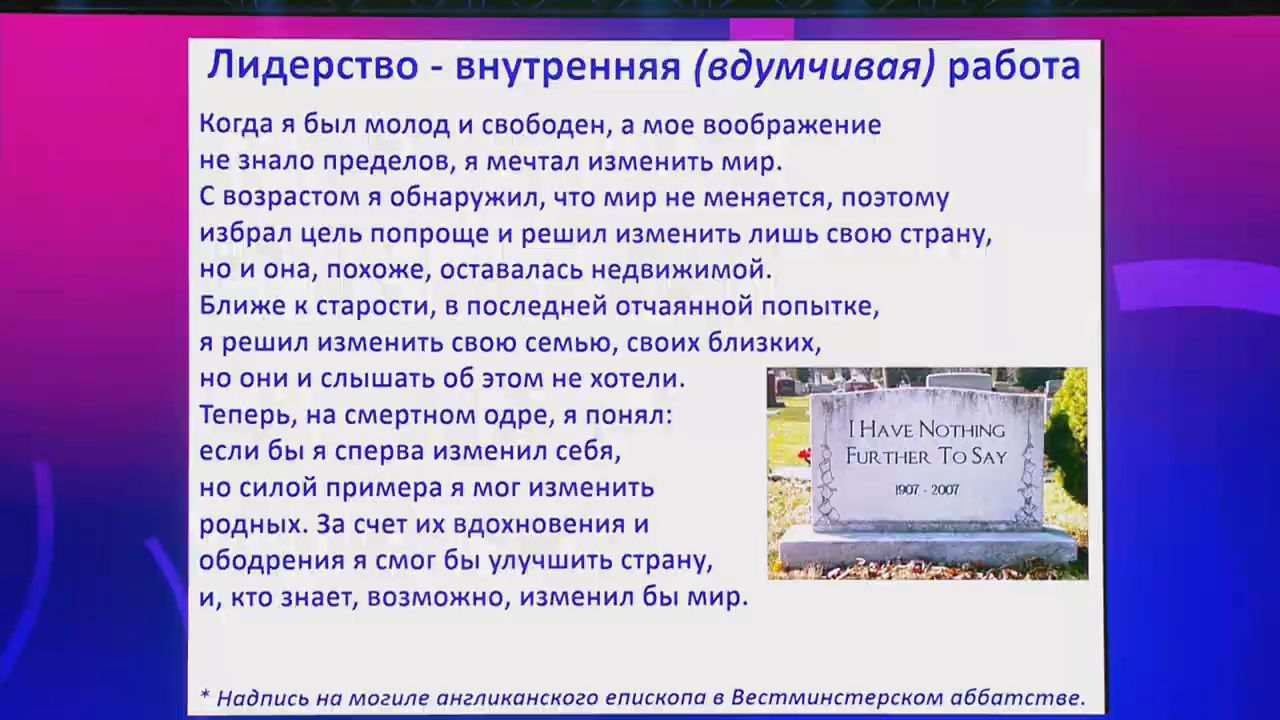 Лидерство - внутренняя (вдумчивая) работа
Когда я был молод и свободен, а мое воображение
не знало пределов, я мечтал изменить мир.
С возрастом я обнаружил, что мир не меняется, поэтому
избрал цель попроще и решил изменить лишь свою страну,
но и она, похоже, оставалась недвижимой.
Ближе к старости, в последней отчаянной попытке,
я решил изменить свою семью, своих близких,
но они и слышать об этом не хотели.
Теперь, на смертном одре, я понял:
если бы я сперва изменил себя,
но силой примера я мог изменить
родных. За счет их вдохновения и
ободрения я смог бы улучшить страну,
и, кто знает, возможно, изменил бы мир.
I HAVE NOTHING
FURTHER TO SAY
1907 - 2007
* Надпись на могиле англиканского епископа в Вестминстерском аббатстве.